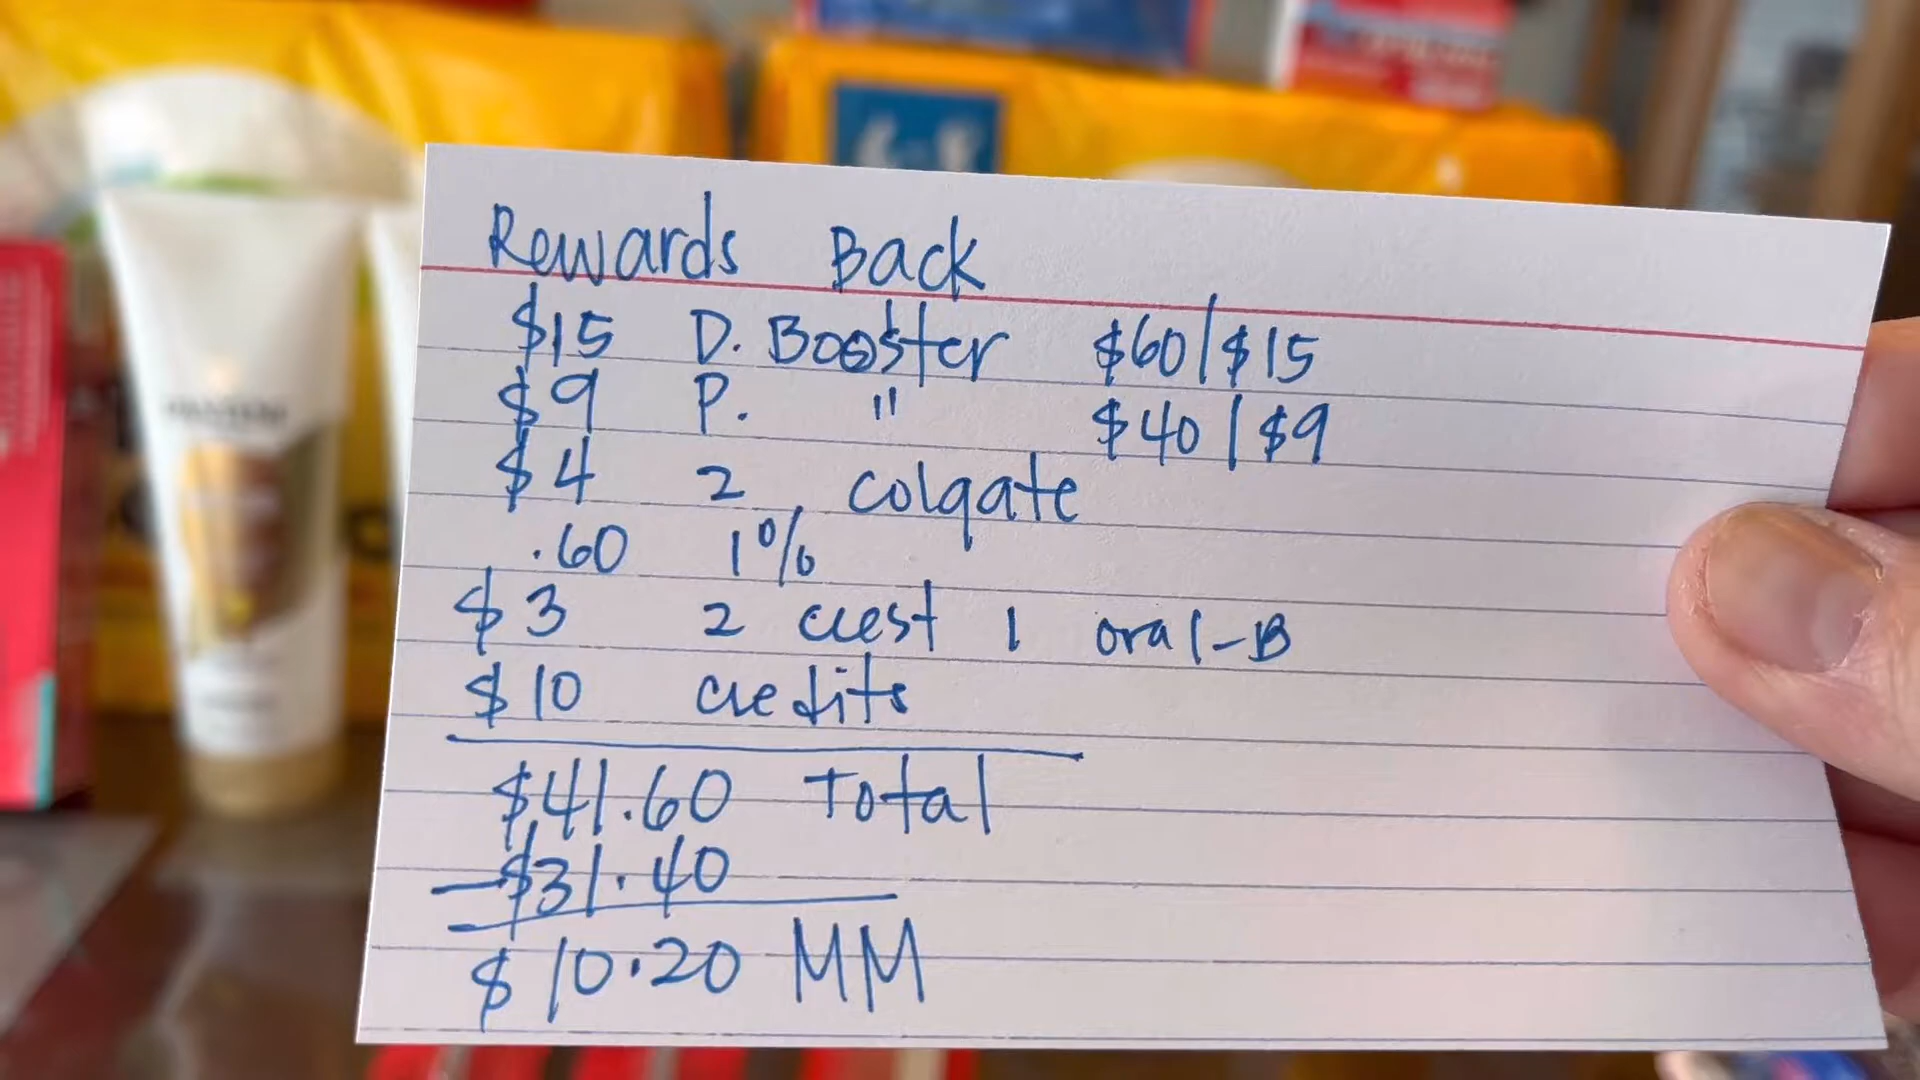 Rewards Back
$15 D. Booster $60/$15
$9 P. " $40/$9
$4 2 Colgate
.60 1%
$3 2 crest 1 oral-B
$10 credits
$41.60 Total
-$31.40
$10.20 MM